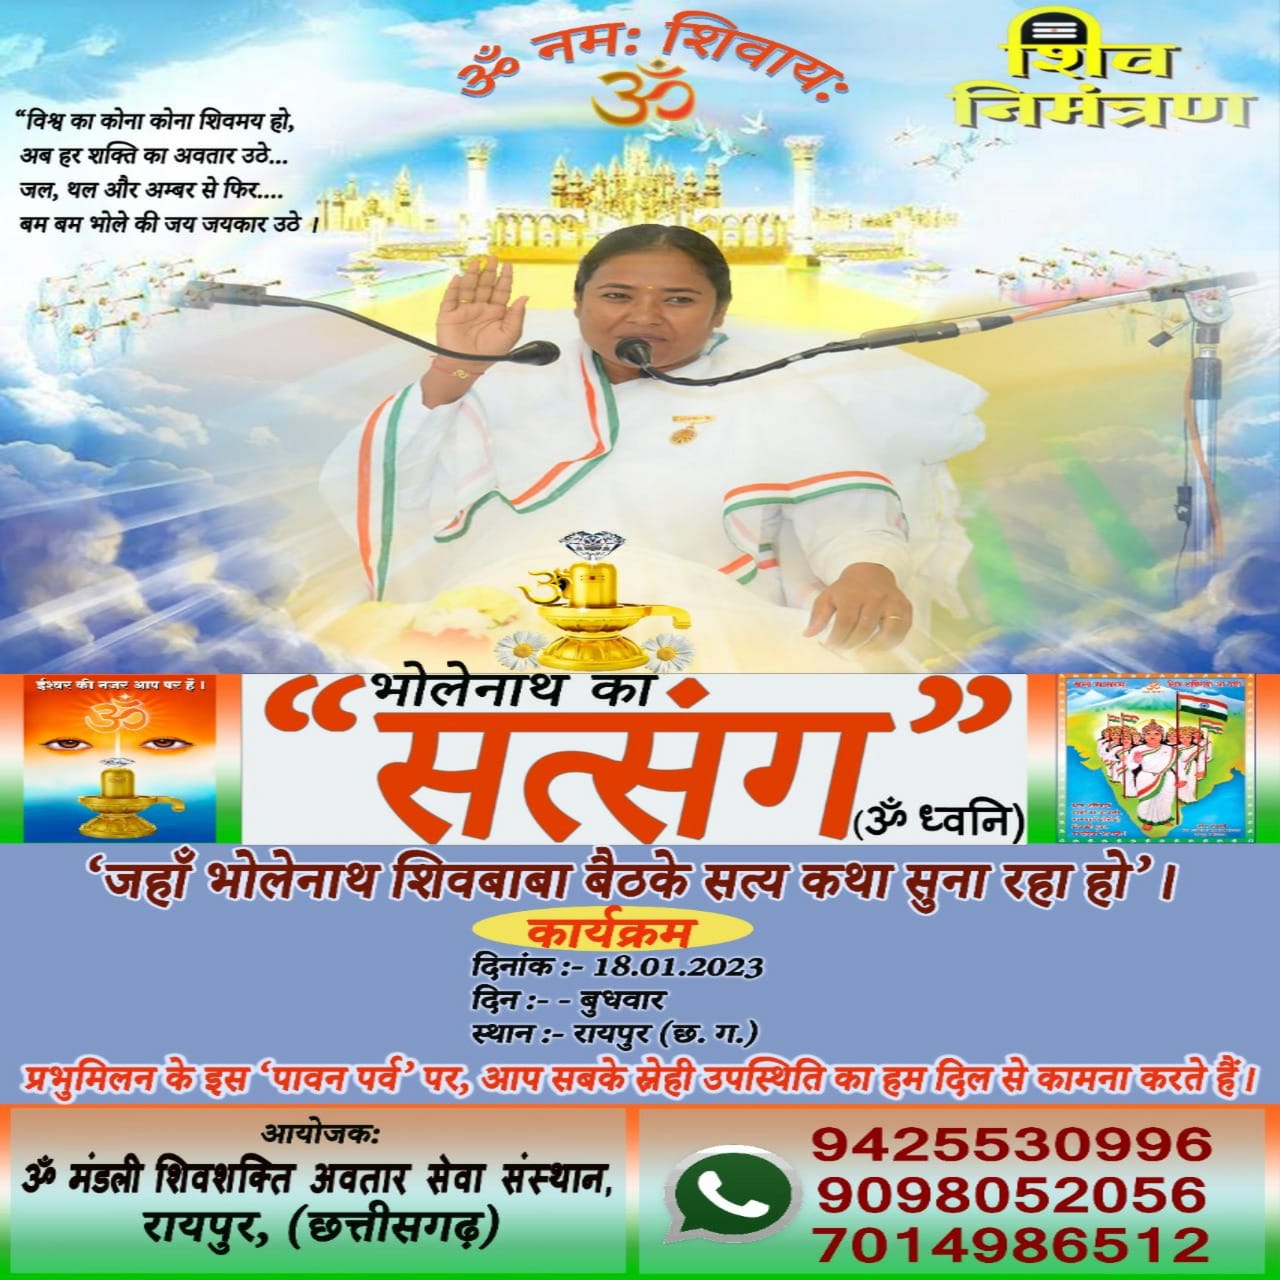 ॐ नमः शिवायः
ॐ
शिव
निमंत्रण
“विश्व का कोना कोना शिवमय हो,
अब हर शक्ति का अवतार उठे...
जल, थल और अम्बर से फिर....
बम बम भोले की जय जयकार उठे ।
ईश्वर की नजर आप पर हैं।
ॐ
“भोलेनाथ का
सत्संग”
(ॐ ध्वनि)
‘जहाँ भोलेनाथ शिवबाबा बैठके सत्य कथा सुना रहा हो’।
कार्यक्रम
दिनांक :- 18.01.2023
दिन :- - बुधवार
स्थान :- रायपुर (छ. ग.)
प्रभुमिलन के इस ‘पावन पर्व’ पर, आप सबके स्नेही उपस्थिति का हम दिल से कामना करते हैं।
आयोजक:
ॐ मंडली शिवशक्ति अवतार सेवा संस्थान,
रायपुर, (छत्तीसगढ़)
9425530996
9098052056
7014986512